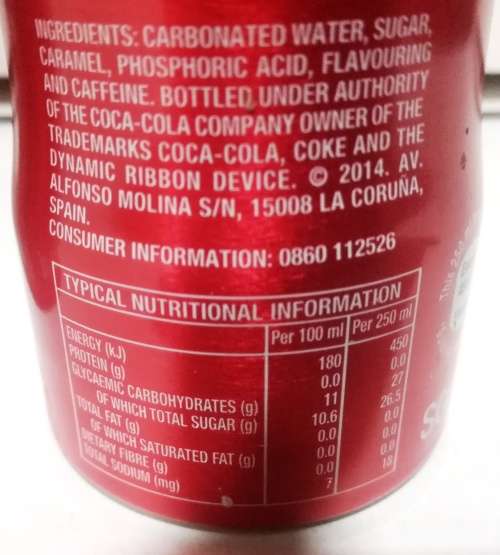 INGREDIENTS: CARBONATED WATER, SUGAR,
CARAMEL, PHOSPHORIC ACID, FLAVOURING
AND CAFFEINE. BOTTLED UNDER AUTHORITY
OF THE COCA-COLA COMPANY OWNER OF THE
TRADEMARKS COCA-COLA, COKE AND THE
DYNAMIC RIBBON DEVICE. © 2014. AV.
ALFONSO MOLINA S/N, 15008 LA CORUÑA,
SPAIN.
CONSUMER INFORMATION: 0860 112526
TYPICAL NUTRITIONAL INFORMATION
Per 100 ml Per 250 ml
ENERGY (kJ) 180 450
PROTEIN (g) 0.0 0.0
GLYCAEMIC CARBOHYDRATES (g) 11 27
OF WHICH TOTAL SUGAR (g) 10.6 26.5
TOTAL FAT (g) 0.0 0.0
OF WHICH SATURATED FAT (g) 0.0 0.0
DIETARY FIBRE (g) 0.0 0.0
TOTAL SODIUM (mg) 7 18
This